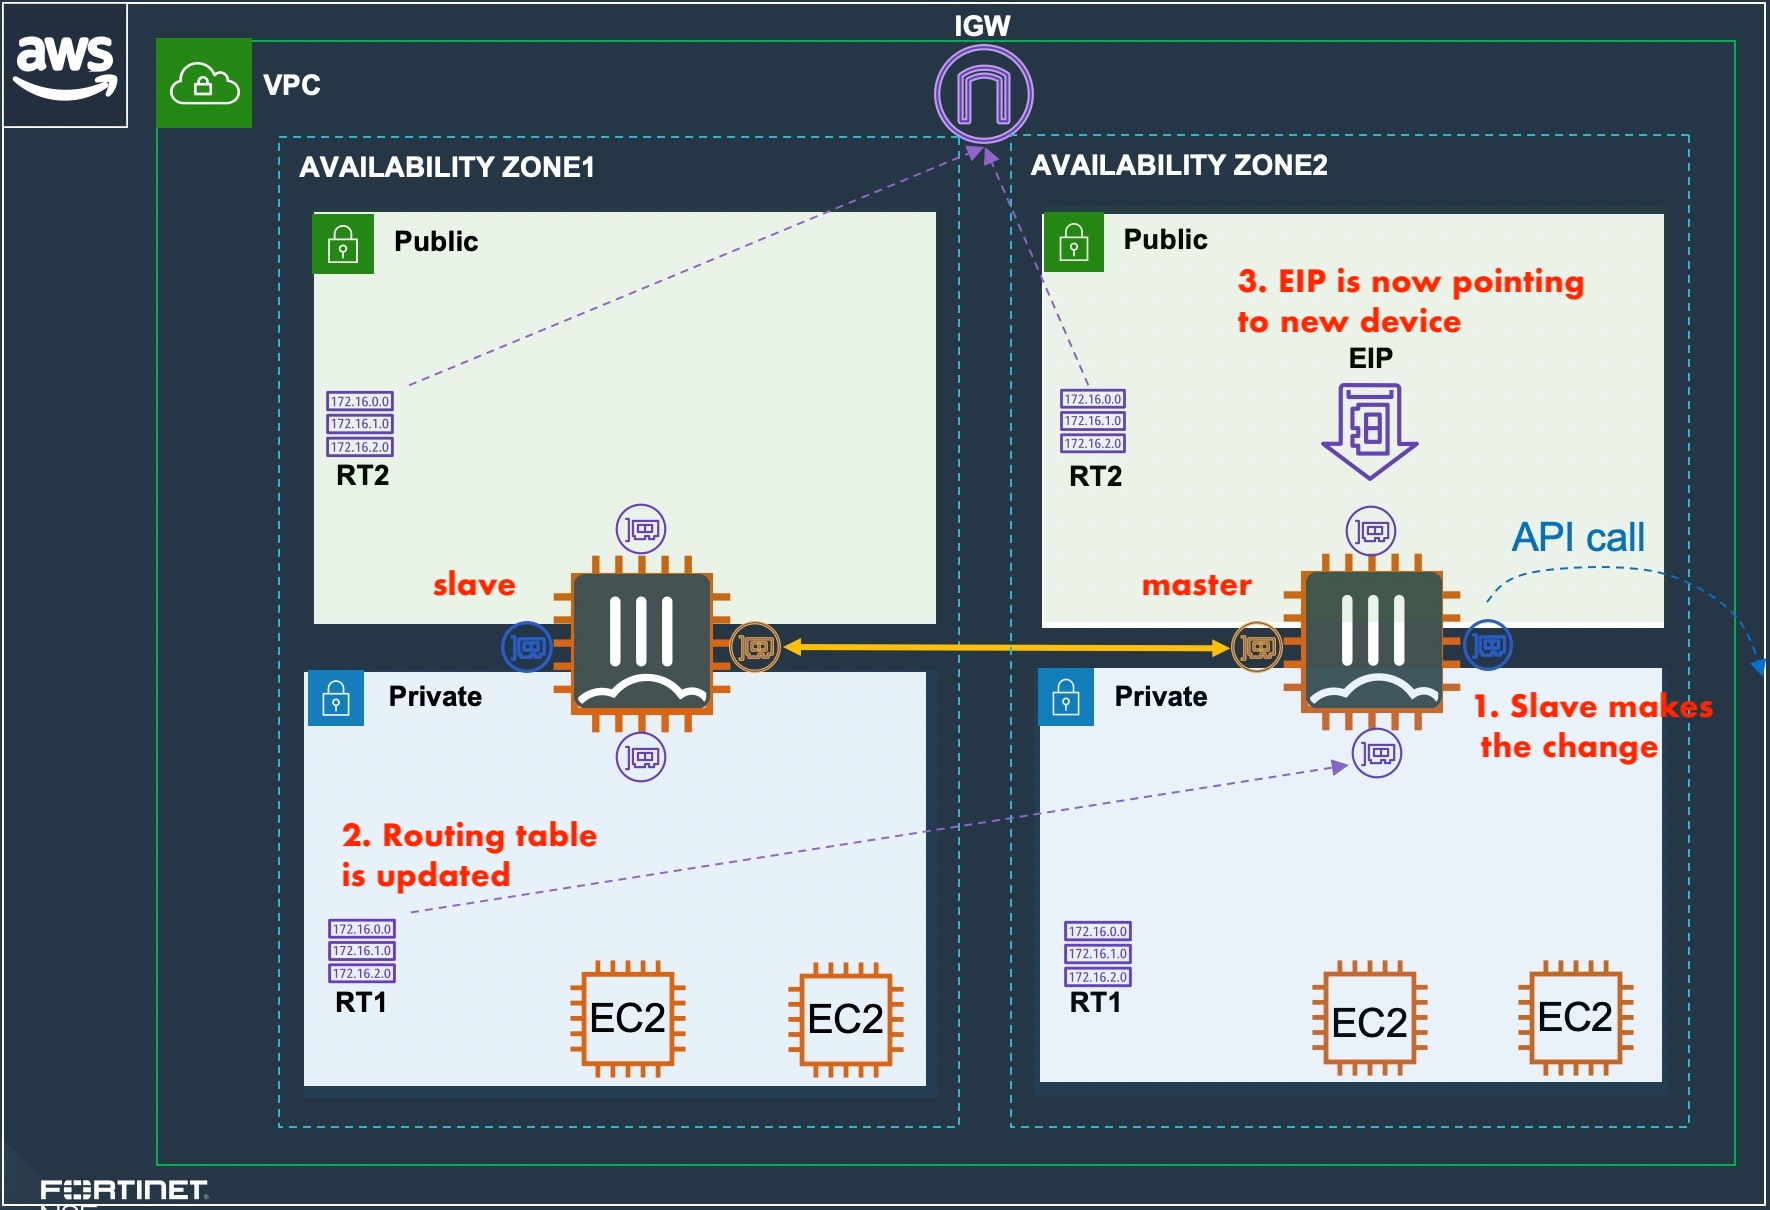 IGW
aws
VPC
AVAILABILITY ZONE1
AVAILABILITY ZONE2
Public
Public
3. EIP is now pointing
to new device
EIP
172.16.0.0
172.16.1.0
172.16.2.0
RT2
172.16.0.0
172.16.1.0
172.16.2.0
RT2
API call
slave
master
Private
Private
1. Slave makes
the change
2. Routing table
is updated
172.16.0.0
172.16.1.0
172.16.2.0
RT1
172.16.0.0
172.16.1.0
172.16.2.0
RT1
EC2
EC2
EC2
EC2
FORTINET